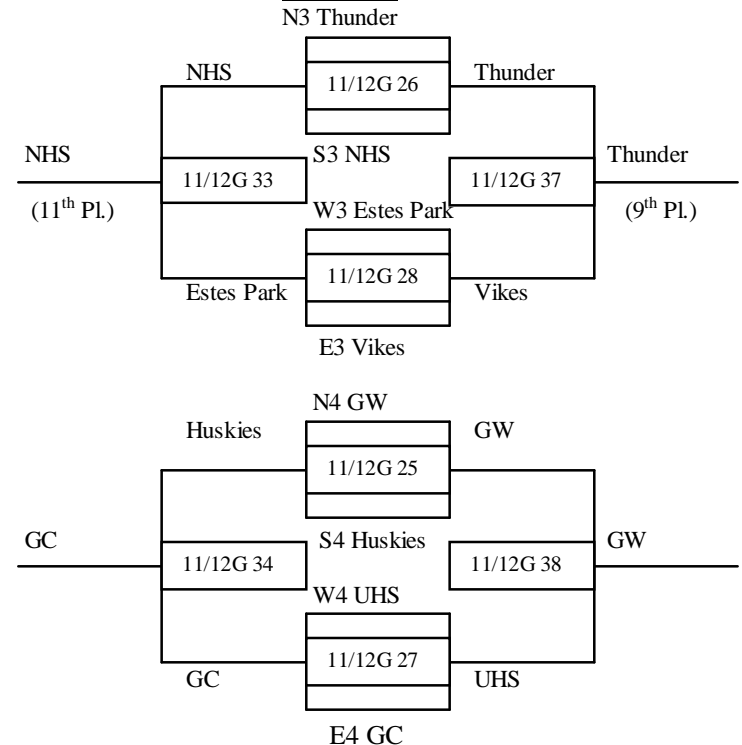 N3 Thunder
NHS 11/12G 26 Thunder
NHS S3 NHS Thunder
11/12G 33 11/12G 37
(11th Pl.) W3 Estes Park (9th Pl.)
Estes Park 11/12G 28 Vikes
E3 Vikes
N4 GW
Huskies GW
11/12G 25
GC S4 Huskies GW
11/12G 34 11/12G 38
W4 UHS
11/12G 27
GC UHS
E4 GC